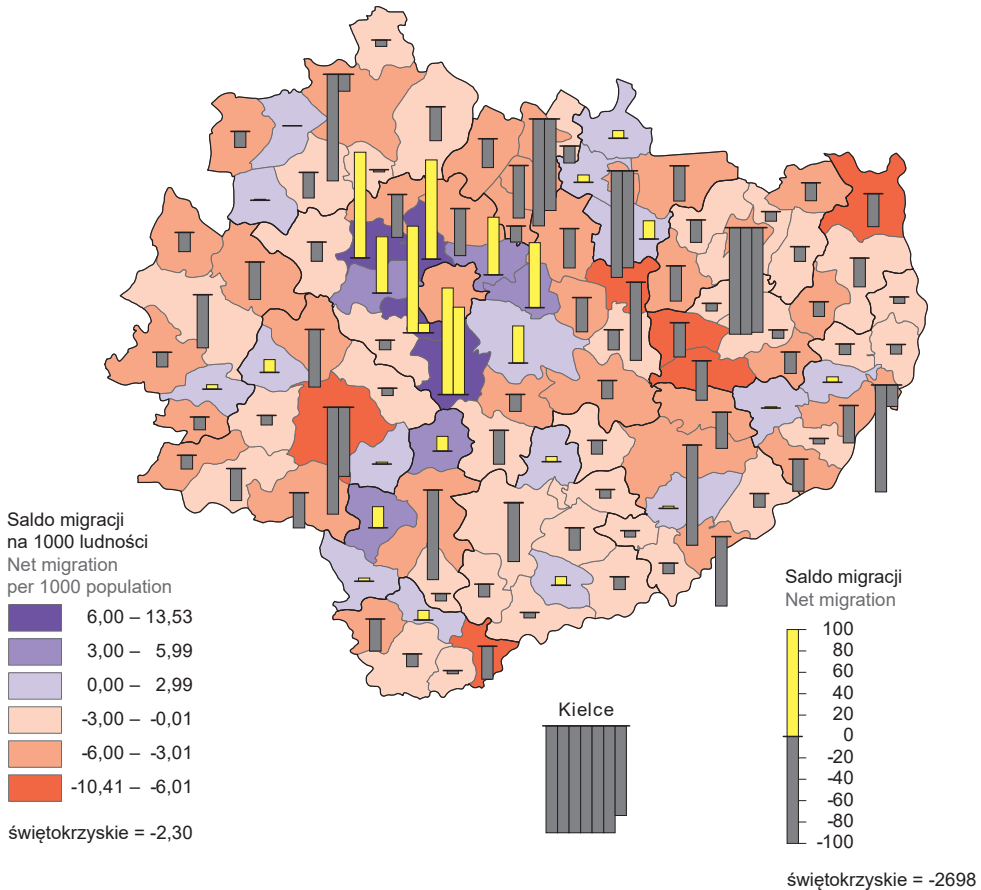 Saldo migracji
na 1000 ludności
Net migration
per 1000 population
6,00 – 13,53
3,00 – 5,99
0,00 – 2,99
-3,00 – -0,01
-6,00 – -3,01
-10,41 – -6,01
świętokrzyskie = -2,30
Kielce
Saldo migracji
Net migration
100
80
60
40
20
0
-20
-40
-60
-80
-100
świętokrzyskie = -2698